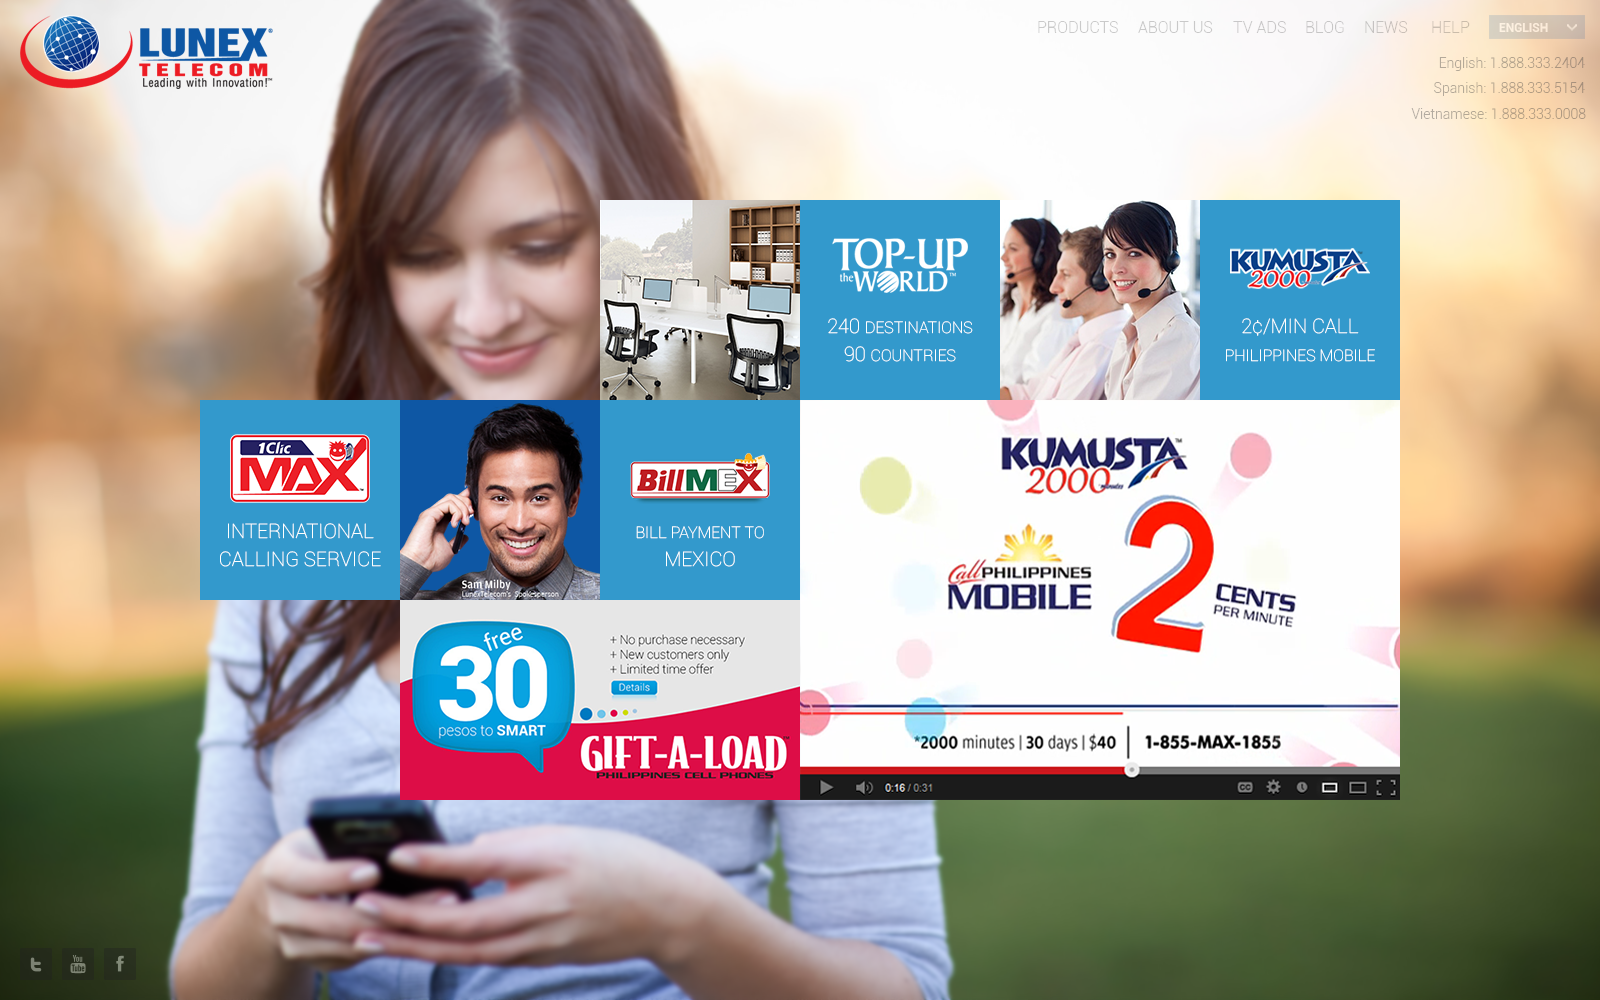 LUNEX®
TELECOM
Leading with Innovation!™
PRODUCTS ABOUT US TV ADS BLOG NEWS HELP ENGLISH
English: 1.888.333.2404
Spanish: 1.888.333.5154
Vietnamese: 1.888.333.0008
TOP-UP
the WORLD™
240 DESTINATIONS
90 COUNTRIES
KUMUSTA
2000
2¢/MIN CALL
PHILIPPINES MOBILE
1Clic
MAX
INTERNATIONAL
CALLING SERVICE
Sam Milby
LunexTelecom's Spokesperson
BillMEX
BILL PAYMENT TO
MEXICO
KUMUSTA™
2000 minutes
Call PHILIPPINES
MOBILE
2
CENTS
PER MINUTE
*2000 minutes | 30 days | $40 | 1-855-MAX-1855
0:16 / 0:31
CC
free
30
pesos to SMART
+ No purchase necessary
+ New customers only
+ Limited time offer
Details
GIFT-A-LOAD™
PHILIPPINES CELL PHONES
You
Tube